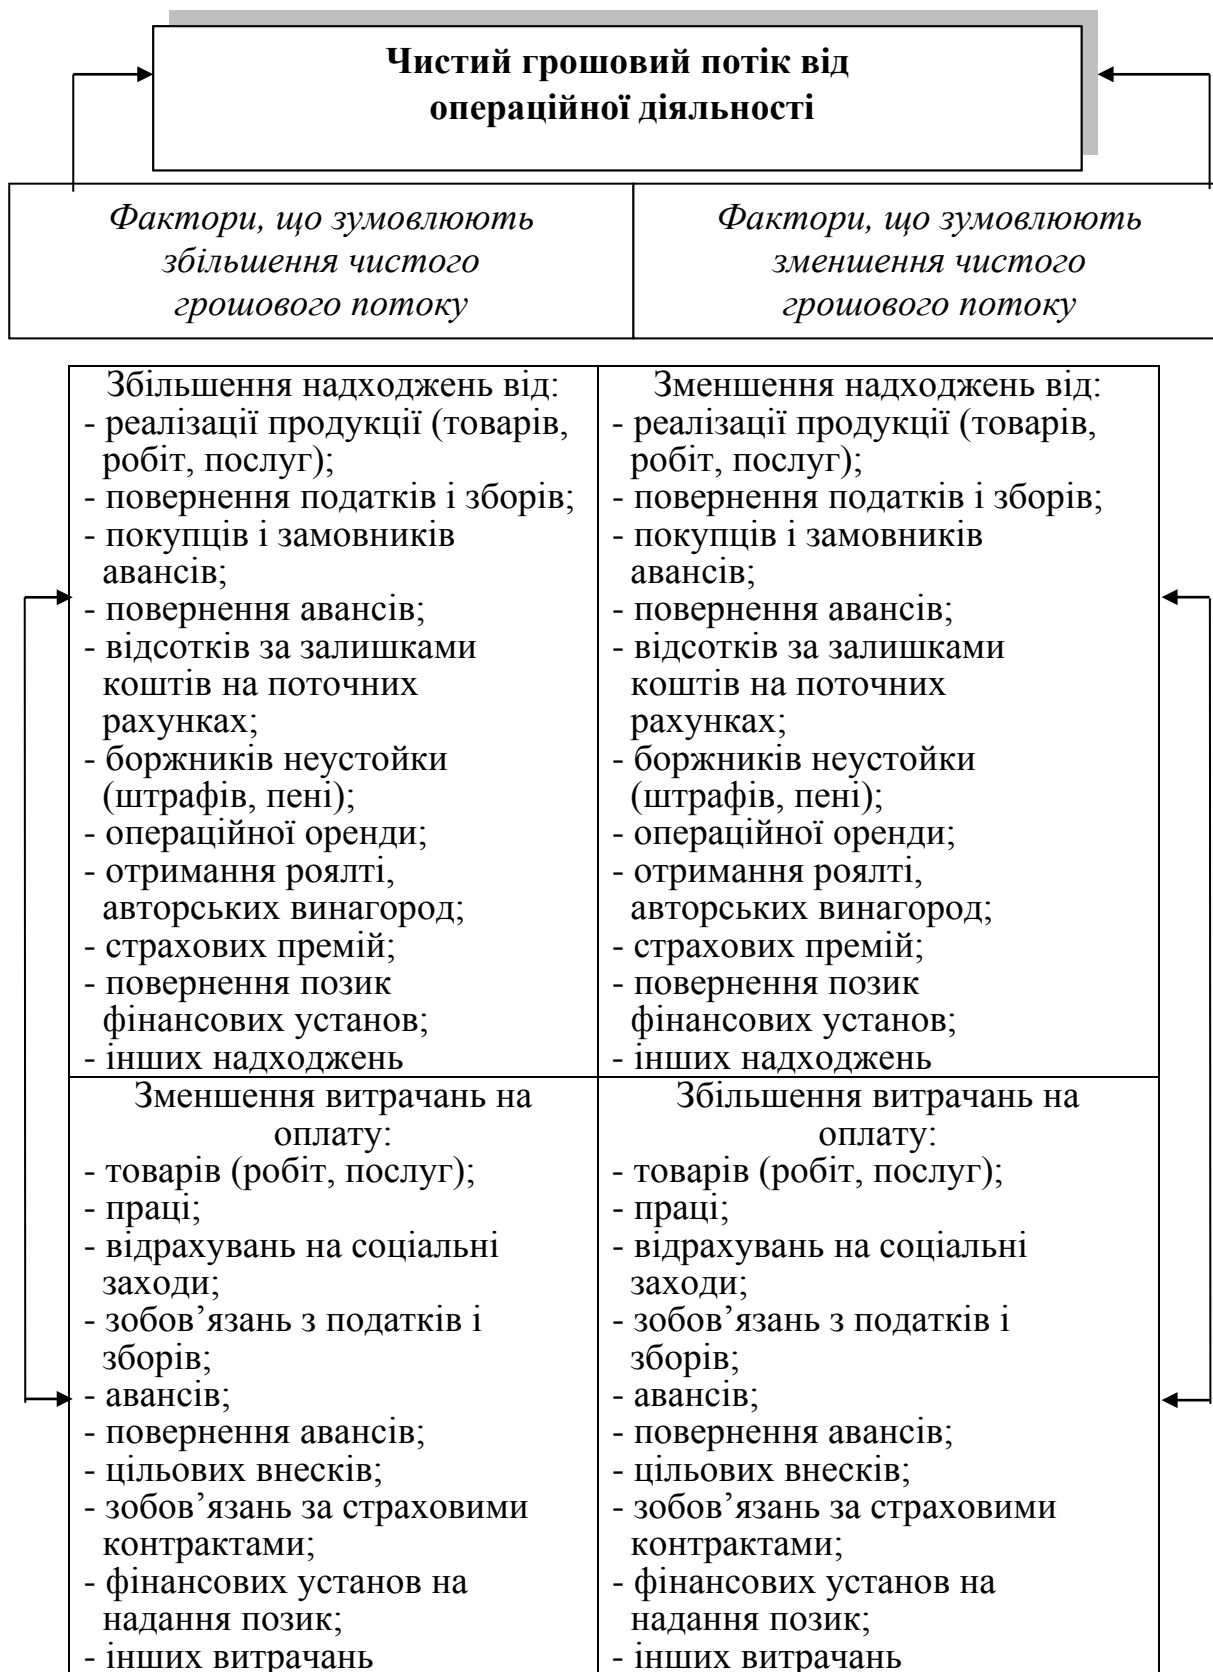 Чистий грошовий потік від
операційної діяльності
Фактори, що зумовлюють
збільшення чистого
грошового потоку
Фактори, що зумовлюють
зменшення чистого
грошового потоку
Збільшення надходжень від:
- реалізації продукції (товарів,
робіт, послуг);
- повернення податків і зборів;
- покупців і замовників
авансів;
- повернення авансів;
- відсотків за залишками
коштів на поточних
рахунках;
- боржників неустойки
(штрафів, пені);
- операційної оренди;
- отримання роялті,
авторських винагород;
- страхових премій;
- повернення позик
фінансових установ;
- інших надходжень
Зменшення надходжень від:
- реалізації продукції (товарів,
робіт, послуг);
- повернення податків і зборів;
- покупців і замовників
авансів;
- повернення авансів;
- відсотків за залишками
коштів на поточних
рахунках;
- боржників неустойки
(штрафів, пені);
- операційної оренди;
- отримання роялті,
авторських винагород;
- страхових премій;
- повернення позик
фінансових установ;
- інших надходжень
Зменшення витрачань на
оплату:
- товарів (робіт, послуг);
- праці;
- відрахувань на соціальні
заходи;
- зобов’язань з податків і
зборів;
- авансів;
- повернення авансів;
- цільових внесків;
- зобов’язань за страховими
контрактами;
- фінансових установ на
надання позик;
- інших витрачань
Збільшення витрачань на
оплату:
- товарів (робіт, послуг);
- праці;
- відрахувань на соціальні
заходи;
- зобов’язань з податків і
зборів;
- авансів;
- повернення авансів;
- цільових внесків;
- зобов’язань за страховими
контрактами;
- фінансових установ на
надання позик;
- інших витрачань